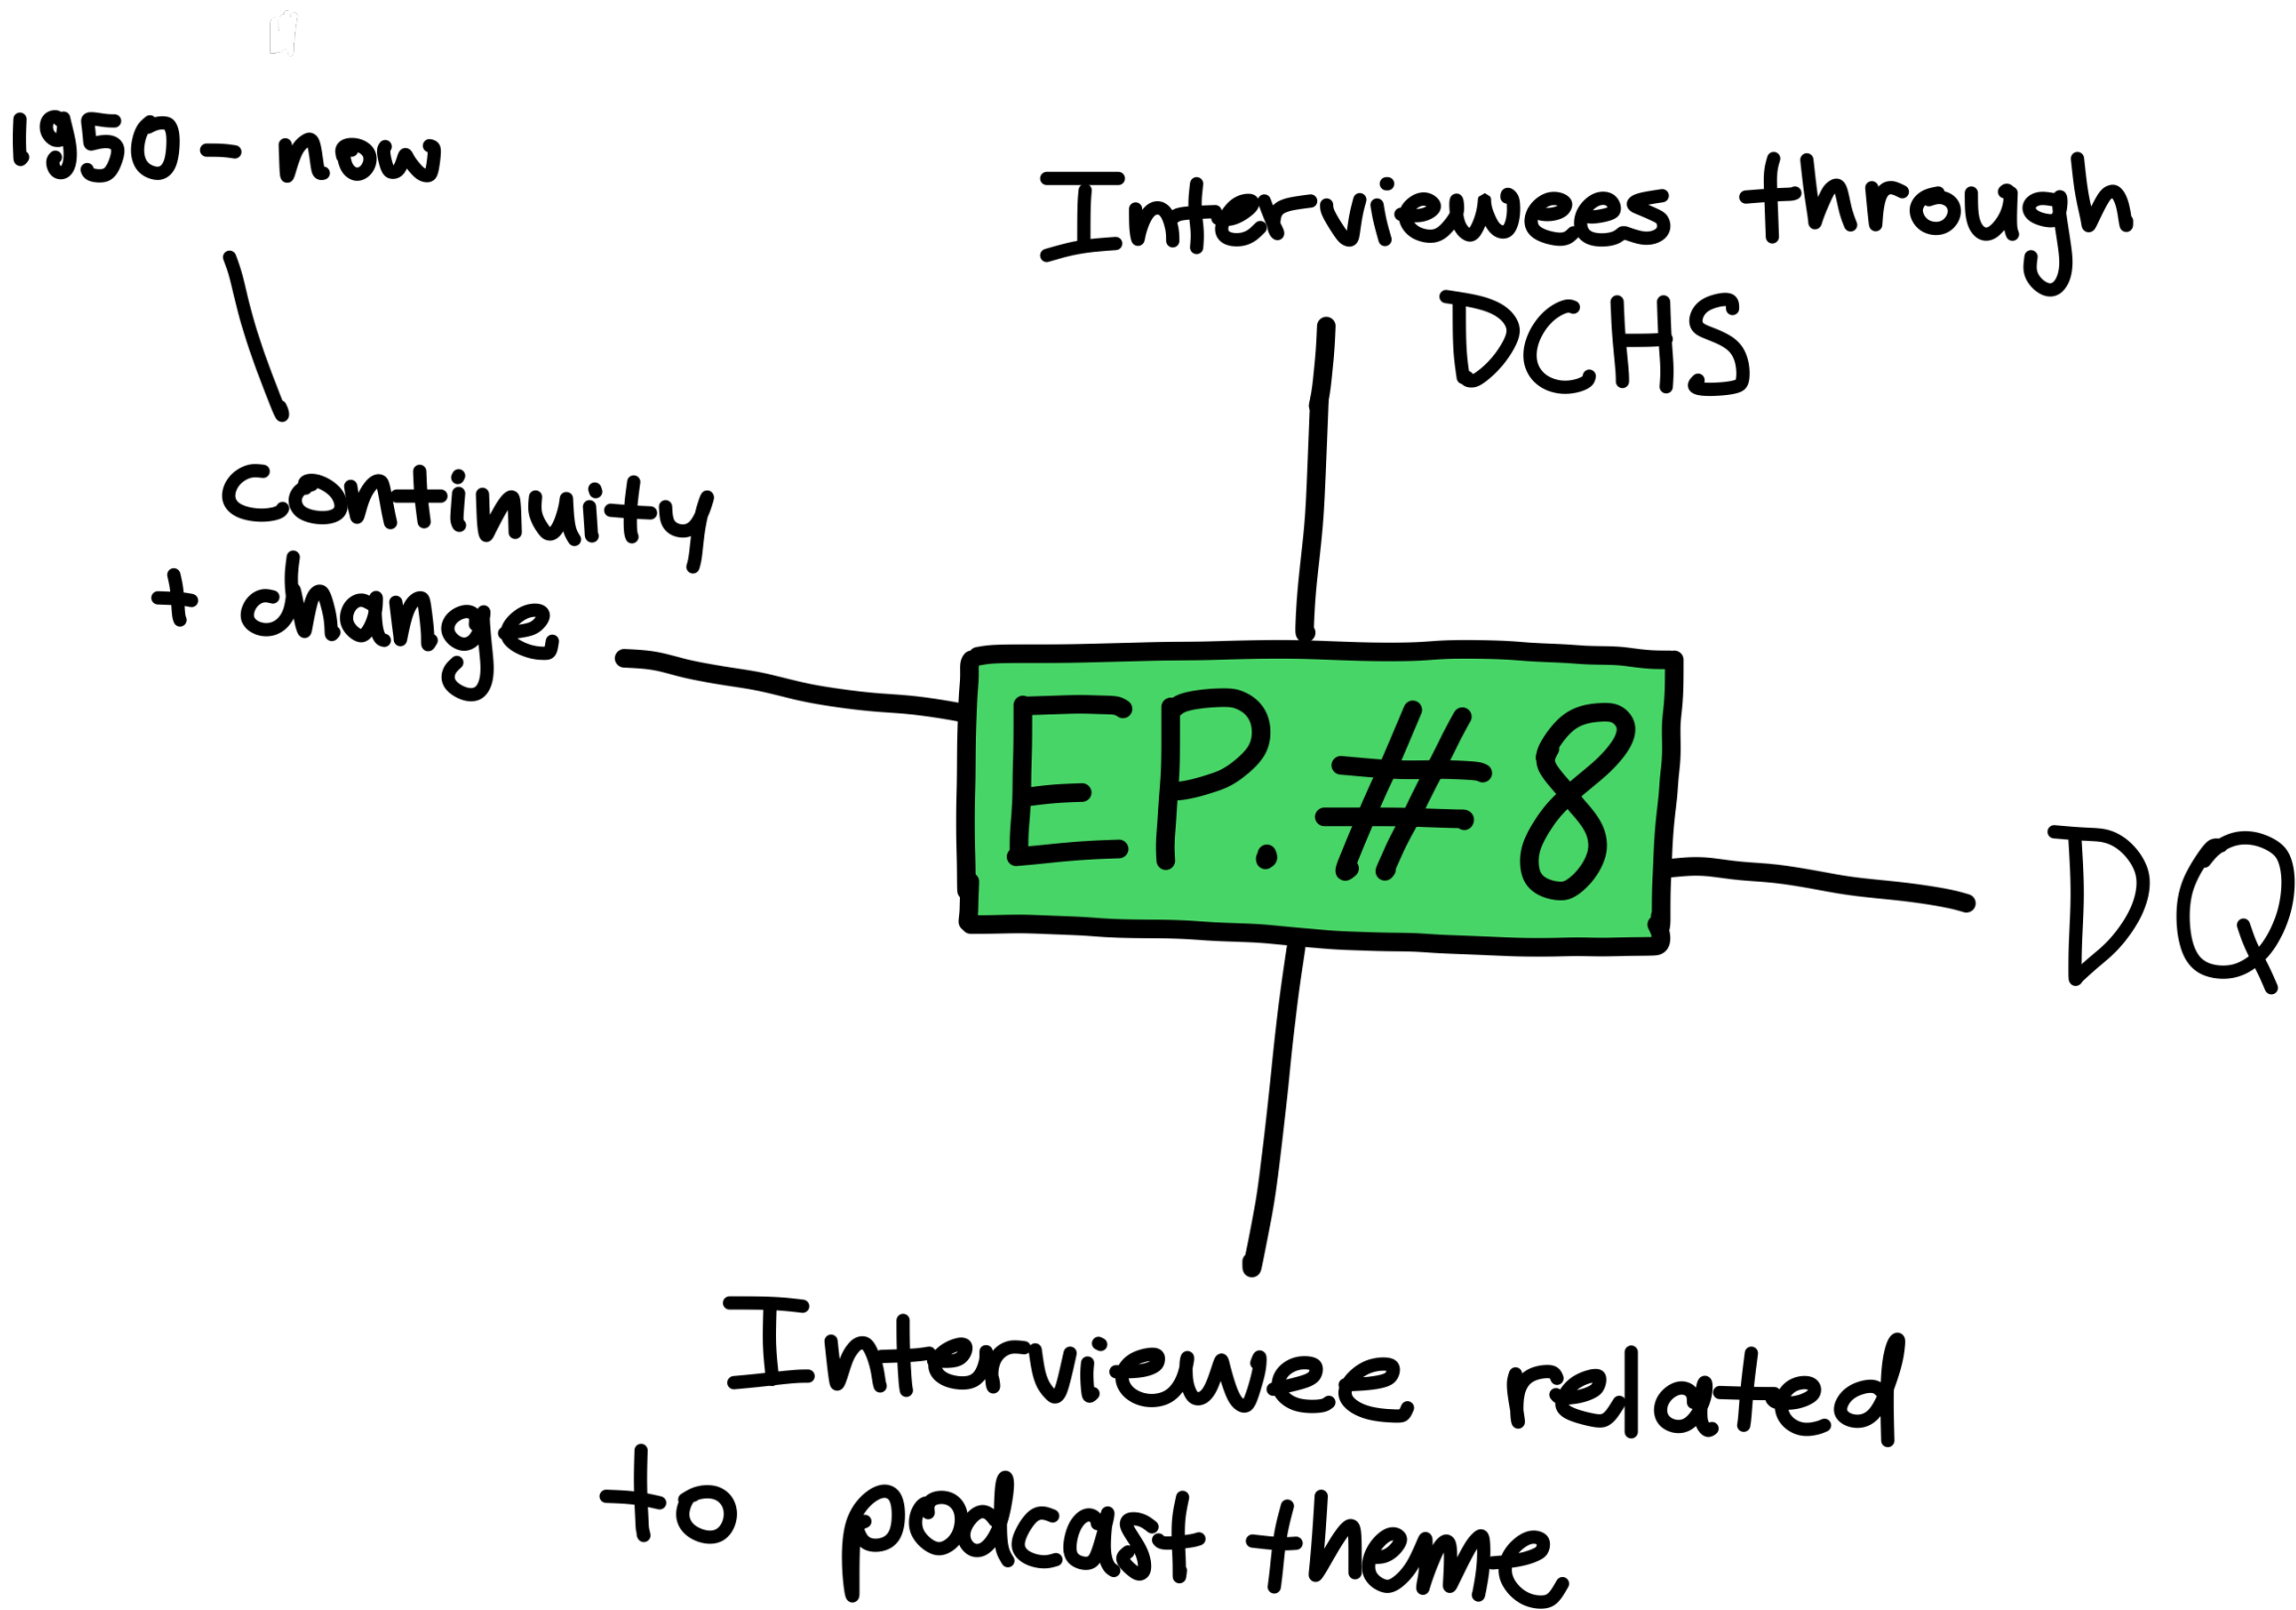 1950 - now
Interviewees through
DCHS
Continuity
+ change
EP. #8
DQ
Interviewee related
to podcast theme